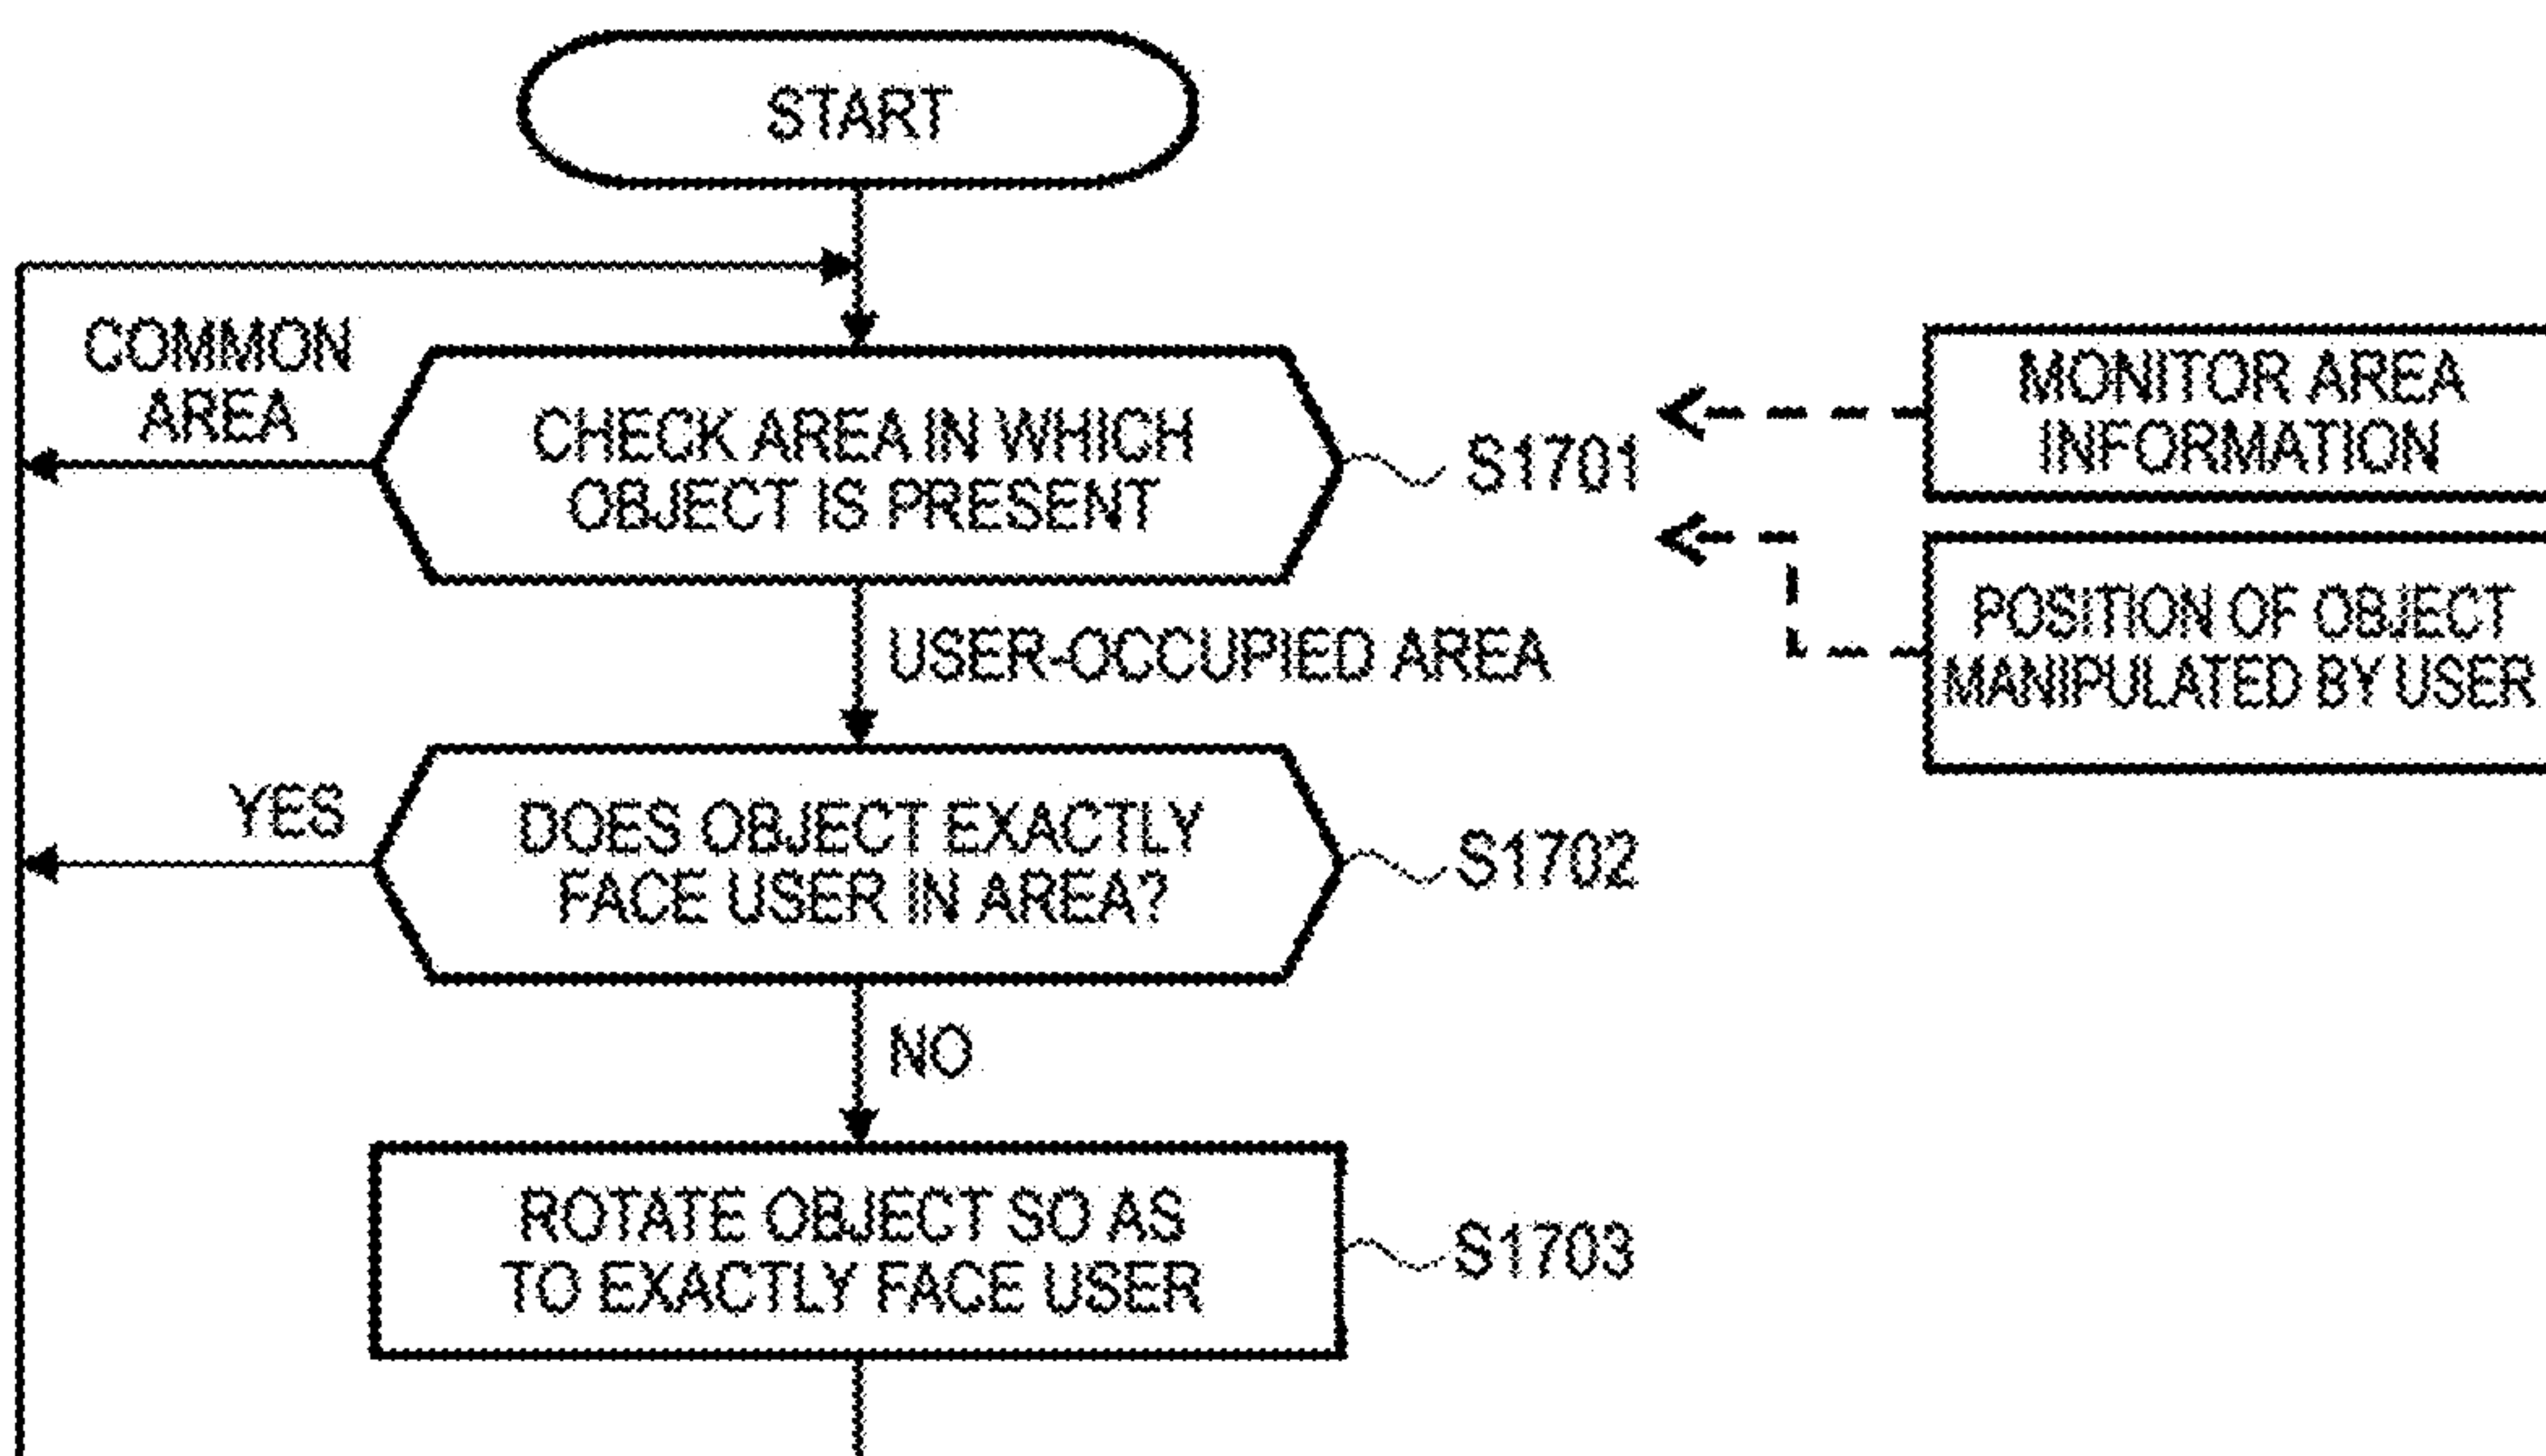 START
COMMON
AREA
CHECK AREA IN WHICH
OBJECT IS PRESENT
S1701
MONITOR AREA
INFORMATION
USER-OCCUPIED AREA
POSITION OF OBJECT
MANIPULATED BY USER
YES
DOES OBJECT EXACTLY
FACE USER IN AREA?
S1702
NO
ROTATE OBJECT SO AS
TO EXACTLY FACE USER
S1703